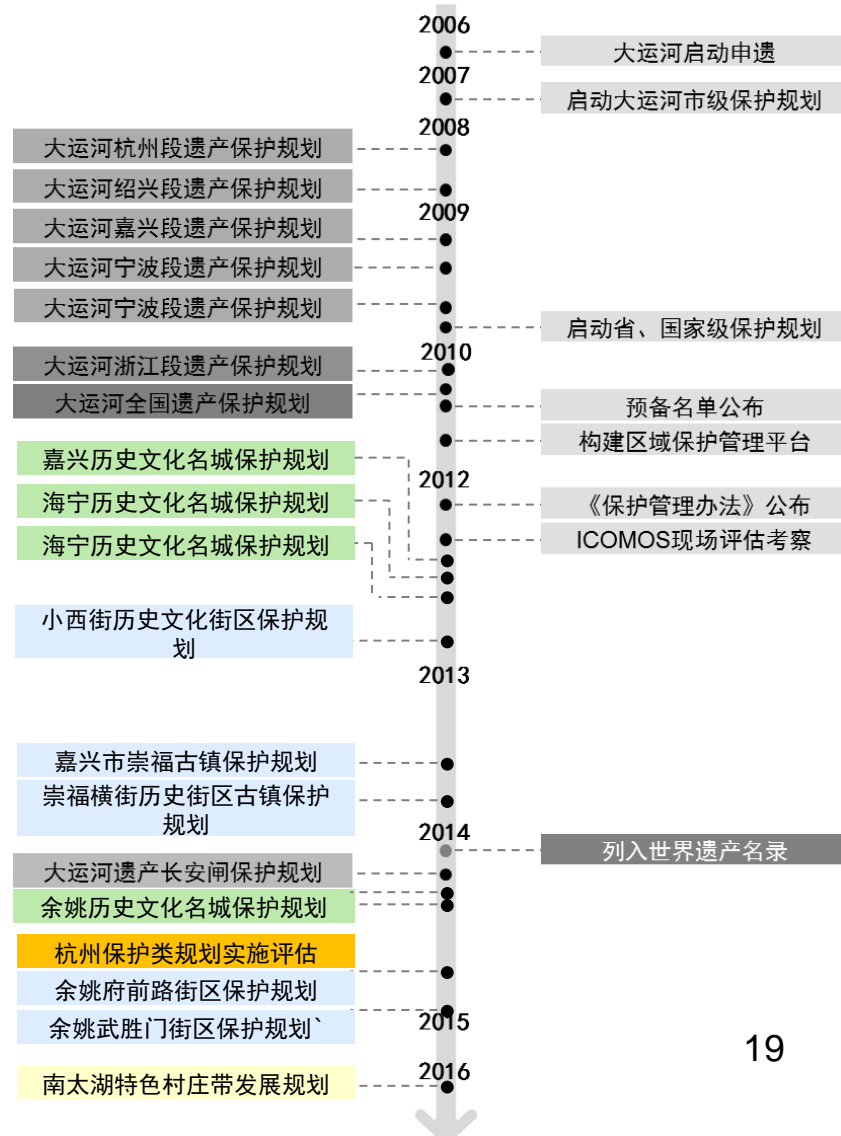 2006
大运河启动申遗
2007
启动大运河市级保护规划
2008
大运河杭州段遗产保护规划
大运河绍兴段遗产保护规划
2009
大运河嘉兴段遗产保护规划
大运河宁波段遗产保护规划
大运河宁波段遗产保护规划
启动省、国家级保护规划
2010
大运河浙江段遗产保护规划
大运河全国遗产保护规划
预备名单公布
构建区域保护管理平台
嘉兴历史文化名城保护规划
2012
海宁历史文化名城保护规划
《保护管理办法》公布
海宁历史文化名城保护规划
ICOMOS现场评估考察
小西街历史文化街区保护规
划
2013
嘉兴市崇福古镇保护规划
崇福横街历史街区古镇保护
规划
2014
列入世界遗产名录
大运河遗产长安闸保护规划
余姚历史文化名城保护规划
杭州保护类规划实施评估
余姚府前路街区保护规划
余姚武胜门街区保护规划`
2015
19
2016
南太湖特色村庄带发展规划